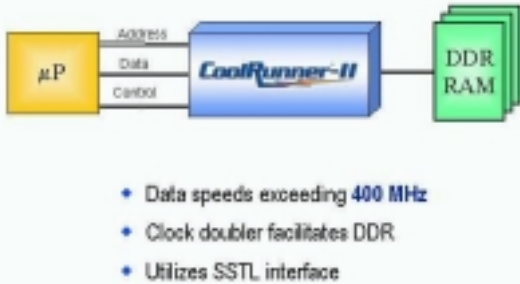 Address
μP
Data
CoolRunner-II
DDR
RAM
Control
Data speeds exceeding 400 MHz
Clock doubler facilitates DDR
Utilizes SSTL interface